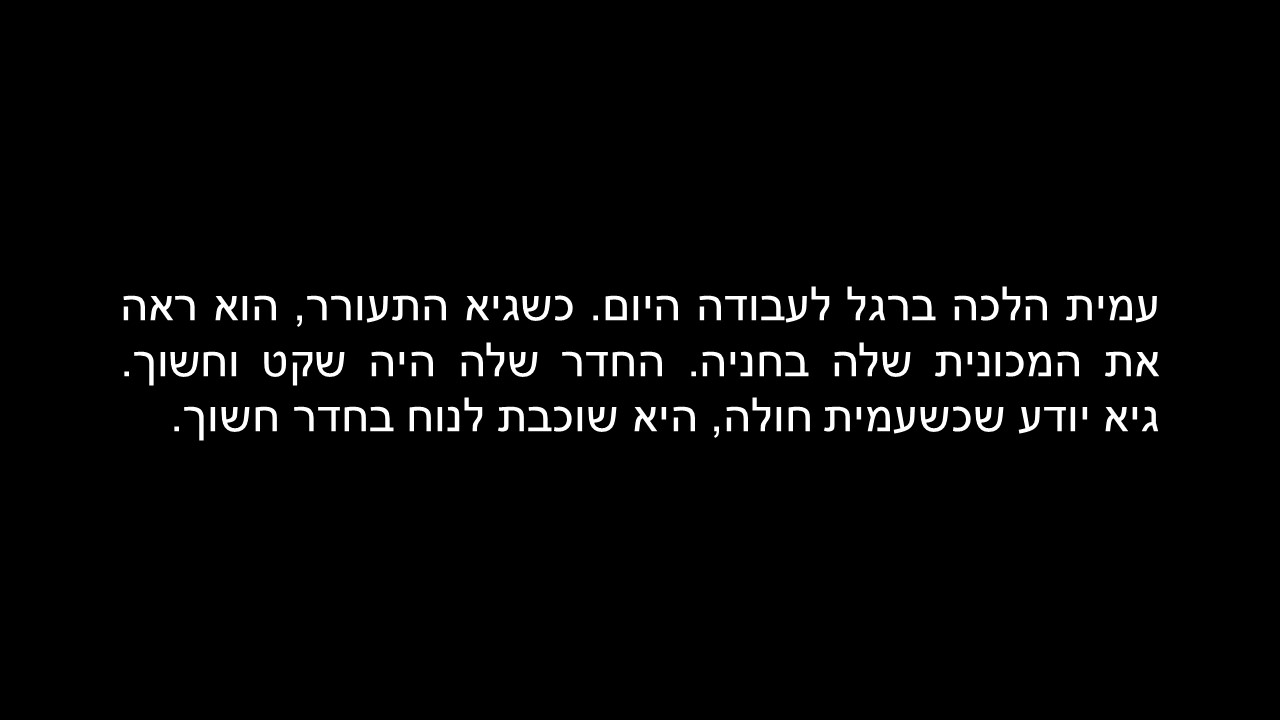 עמית הלכה ברגל לעבודה היום. כשגיא התעורר, הוא ראה
את המכונית שלה בחניה. החדר שלה היה שקט וחשוך.
גיא יודע שכשעמית חולה, היא שוכבת לנוח בחדר חשוך.